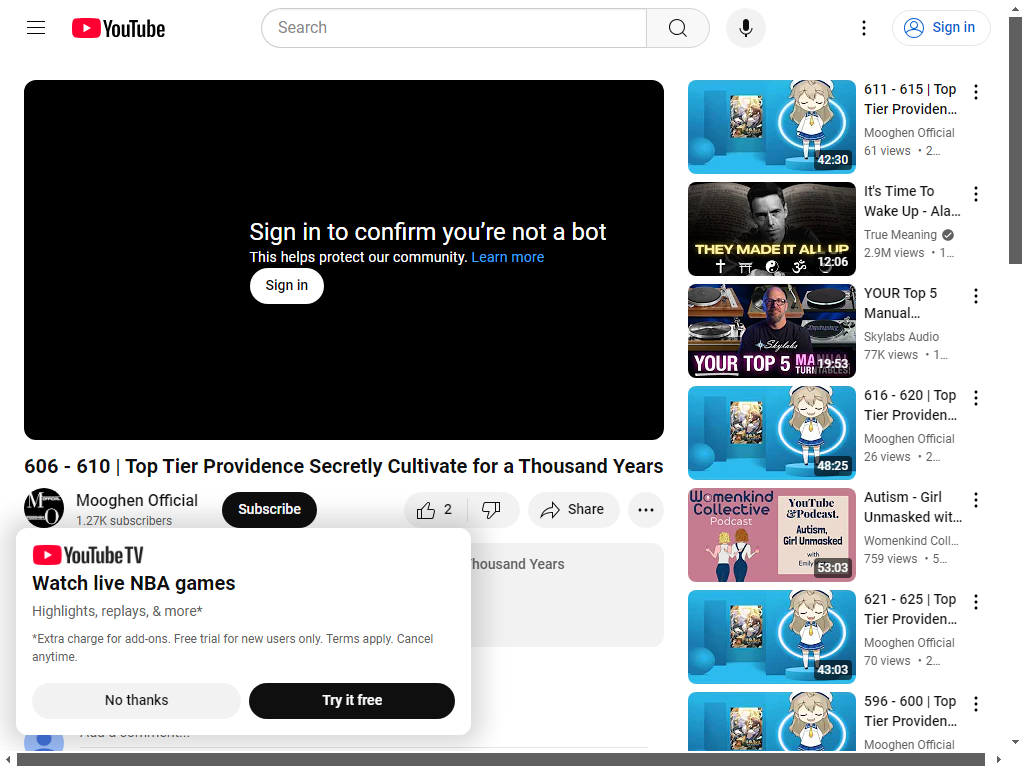 YouTube
Search
Sign in
Sign in to confirm you're not a bot
This helps protect our community. Learn more
Sign in
606 - 610 | Top Tier Providence Secretly Cultivate for a Thousand Years
Mooghen Official
1.27K subscribers
Subscribe
2
Share
housand Years
YouTube TV
Watch live NBA games
Highlights, replays, & more*
*Extra charge for add-ons. Free trial for new users only. Terms apply. Cancel
anytime.
No thanks
Try it free
Add a comment...
42:30
611 - 615 | Top
Tier Providen...
Mooghen Official
61 views • 2...
THEY MADE IT ALL UP
12:06
It's Time To
Wake Up - Ala...
True Meaning
2.9M views • 1...
Skylabs
YOUR TOP 5 MANUAL
TURNTABLES!
19:53
YOUR Top 5
Manual...
Skylabs Audio
77K views • 1...
48:25
616 - 620 | Top
Tier Providen...
Mooghen Official
26 views • 2...
Womenkind
Collective
Podcast
YouTube
&Podcast.
Autism,
Girl Unmasked
with
53:03
Autism - Girl
Unmasked wit...
Womenkind Coll...
759 views • 5...
43:03
621 - 625 | Top
Tier Providen...
Mooghen Official
70 views • 2...
596 - 600 | Top
Tier Providen...
Mooghen Official